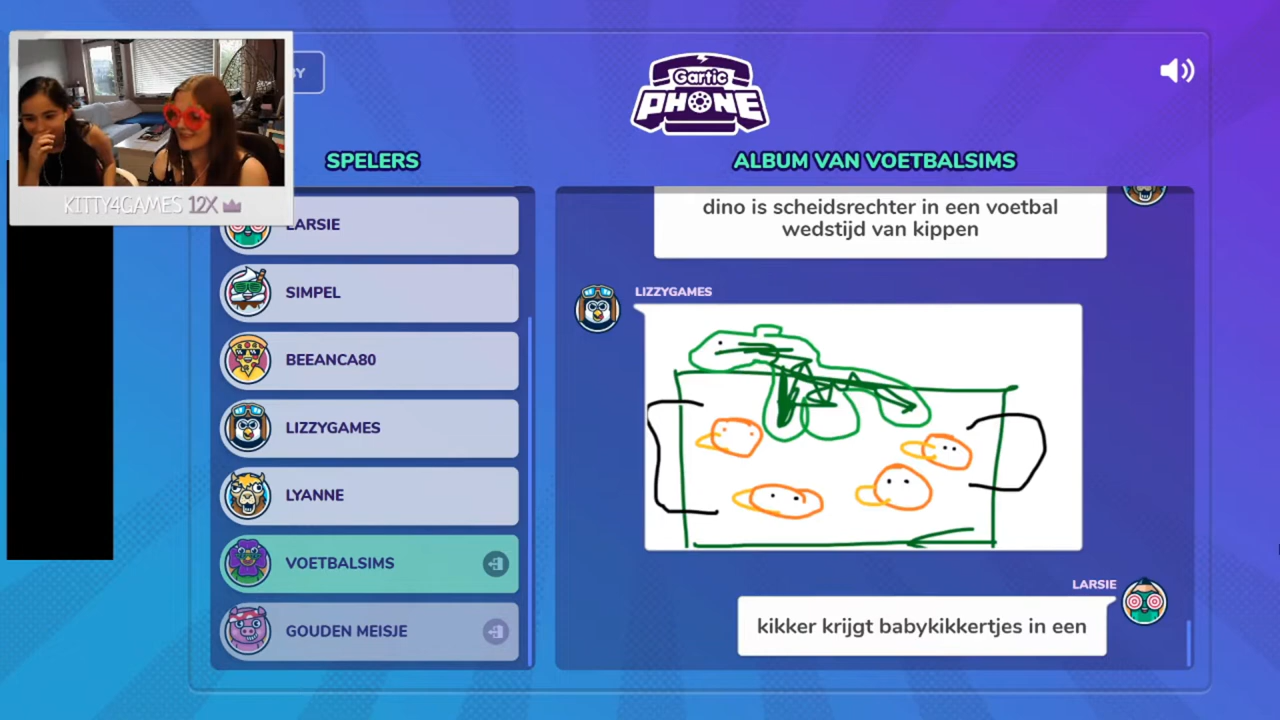 BY
Gartic
PHONE
KITTY4GAMES 12X
SPELERS
LARSIE
SIMPEL
BEEANCA80
LIZZYGAMES
LYANNE
VOETBALSIMS
GOUDEN MEISJE
ALBUM VAN VOETBALSIMS
dino is scheidsrechter in een voetbal
wedstijd van kippen
LIZZYGAMES
LARSIE
kikker krijgt babykikkertjes in een